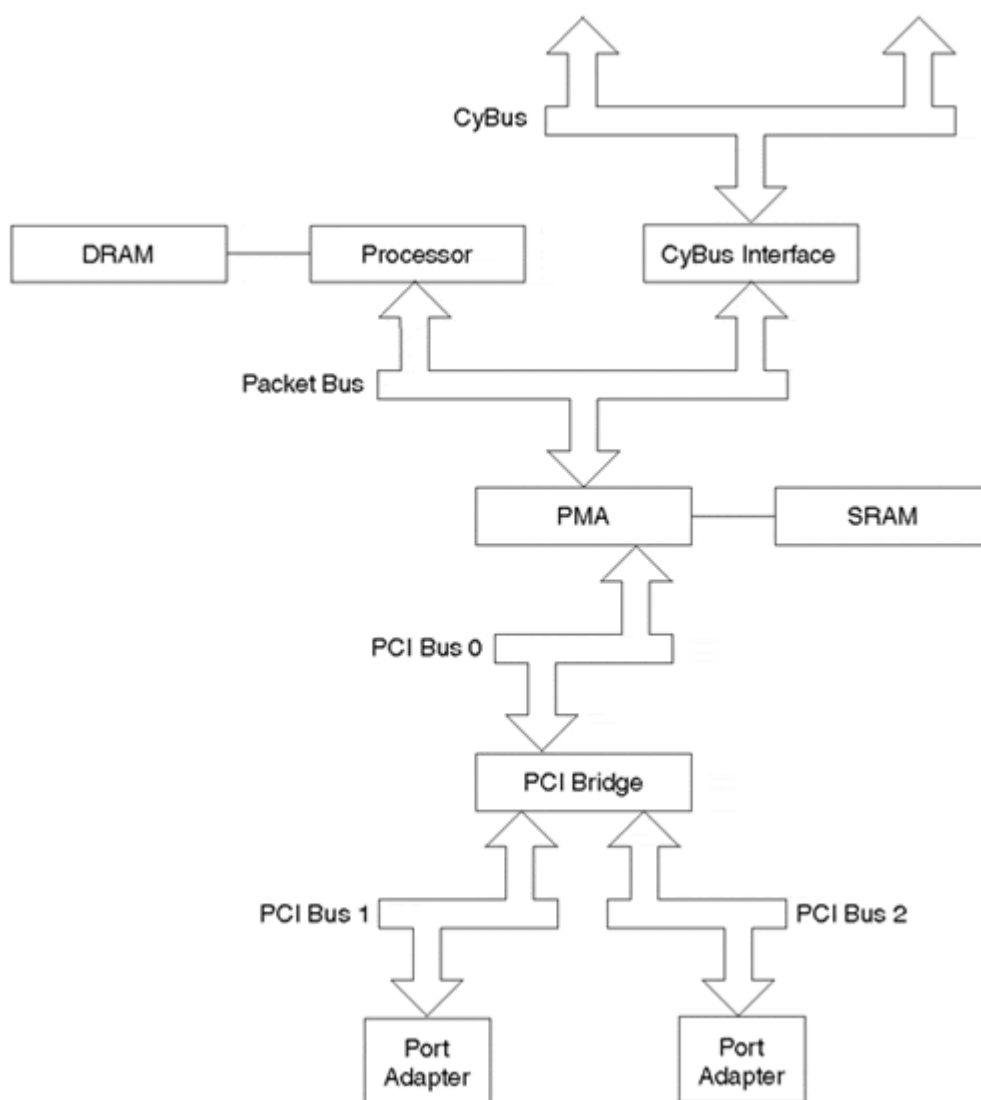 CyBus
DRAM
Processor
CyBus Interface
Packet Bus
PMA
SRAM
PCI Bus 0
PCI Bridge
PCI Bus 1
PCI Bus 2
Port
Adapter
Port
Adapter